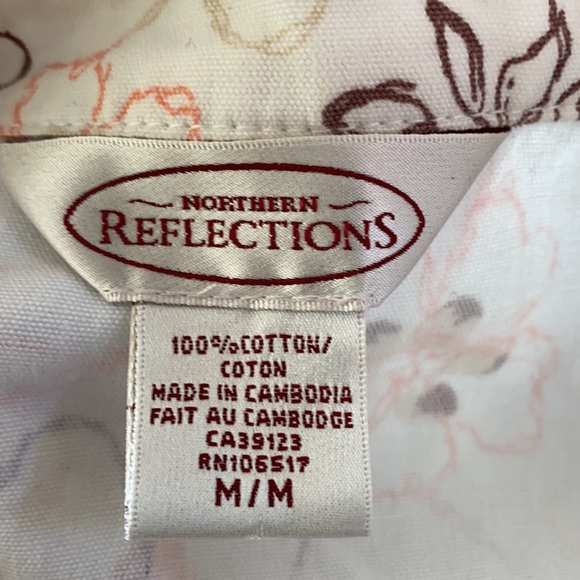 NORTHERN
REFLECTIONS
100%COTTON/
COTON
MADE IN CAMBODIA
FAIT AU CAMBODGE
CA39123
RN106517
M/M